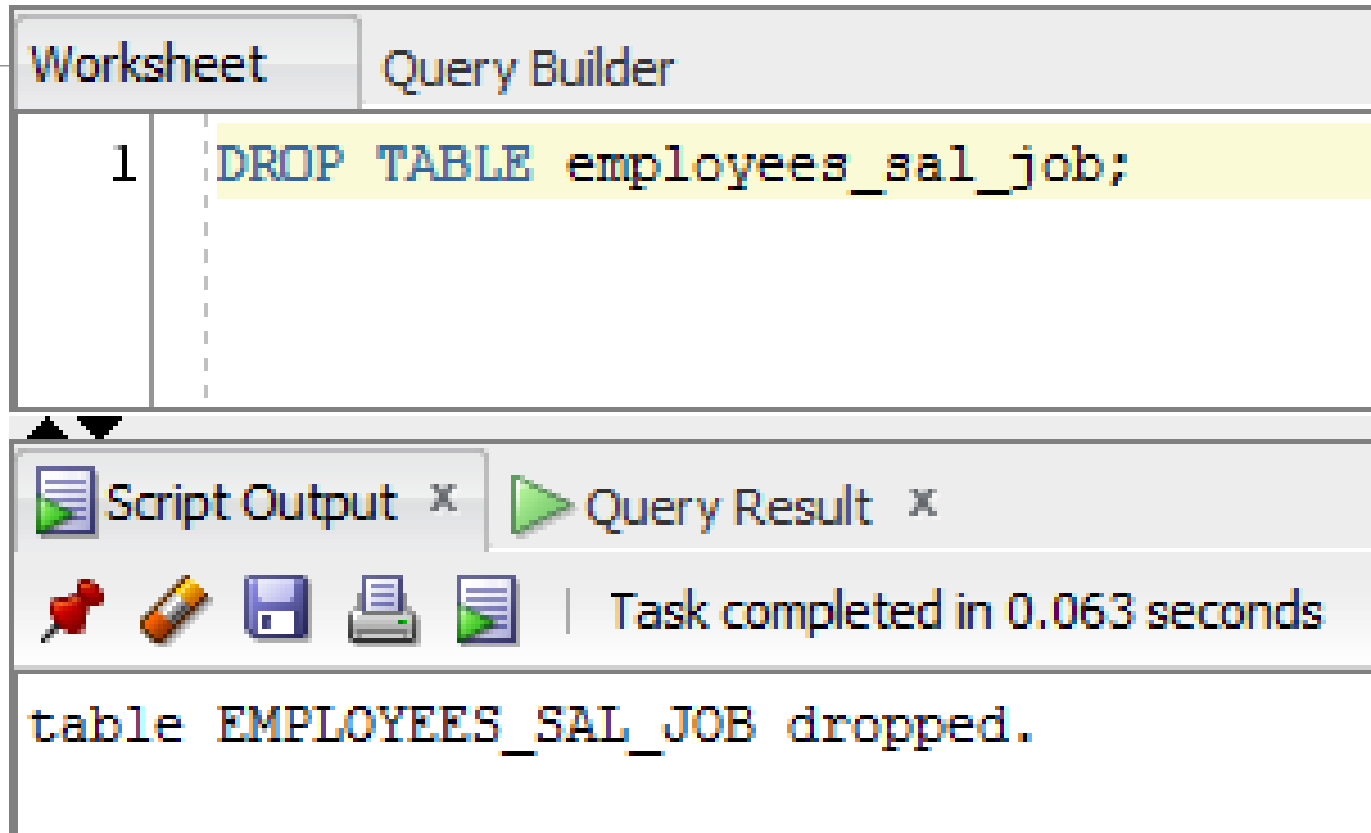 Worksheet Query Builder
1 DROP TABLE employees_sal_job;
Script Output x Query Result x
Task completed in 0.063 seconds
table EMPLOYEES_SAL_JOB dropped.